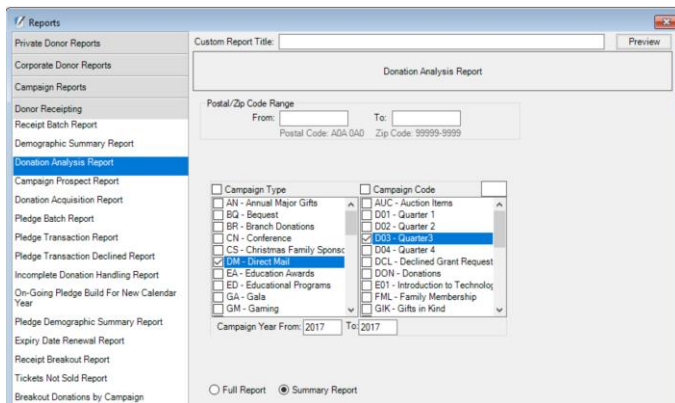 Reports
Private Donor Reports
Corporate Donor Reports
Campaign Reports
Donor Receipting
Receipt Batch Report
Demographic Summary Report
Donation Analysis Report
Campaign Prospect Report
Donation Acquisition Report
Pledge Batch Report
Pledge Transaction Report
Pledge Transaction Declined Report
Incomplete Donation Handling Report
On-Going Pledge Build For New Calendar
Year
Pledge Demographic Summary Report
Expiry Date Renewal Report
Receipt Breakout Report
Tickets Not Sold Report
Breakout Donations by Campaign
Custom Report Title:
Preview
Donation Analysis Report
Postal/Zip Code Range
From: To:
Postal Code: A0A 0A0 Zip Code: 99999-9999
Campaign Type
AN - Annual Major Gifts
BQ - Bequest
BR - Branch Donations
CN - Conference
CS - Christmas Family Sponsc
DM - Direct Mail
EA - Education Awards
ED - Educational Programs
GA - Gala
GM - Gaming
Campaign Code
AUC - Auction Items
D01 - Quarter 1
D02 - Quarter 2
D03 - Quarter3
D04 - Quarter 4
DCL - Declined Grant Request
DON - Donations
E01 - Introduction to Technolog
FML - Family Membership
GIK - Gifts in Kind
Campaign Year From: 2017 To: 2017
Full Report Summary Report